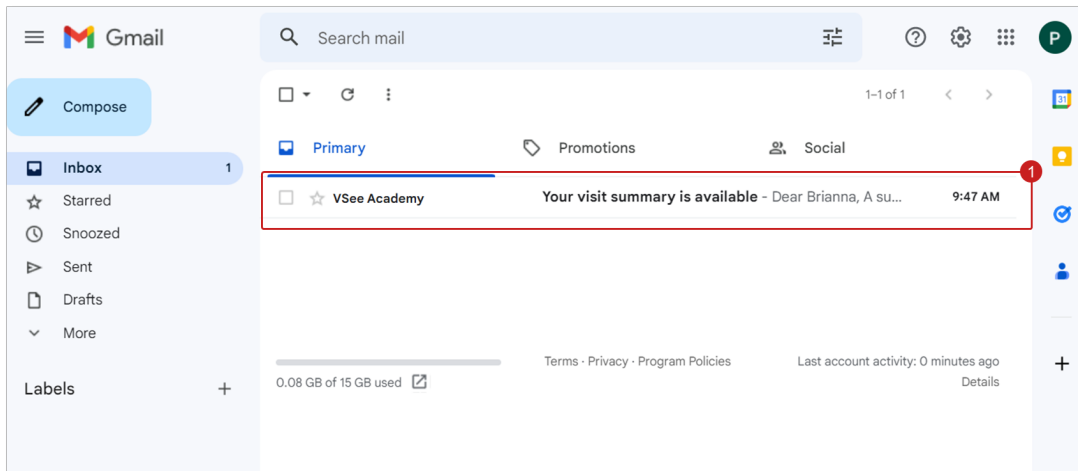 Gmail
Search mail
P
Compose
1–1 of 1
31
Primary
Promotions
Social
Inbox 1
1
VSee Academy Your visit summary is available - Dear Brianna, A su... 9:47 AM
Starred
Snoozed
Sent
Drafts
More
Terms · Privacy · Program Policies
Last account activity: 0 minutes ago
0.08 GB of 15 GB used
Details
Labels